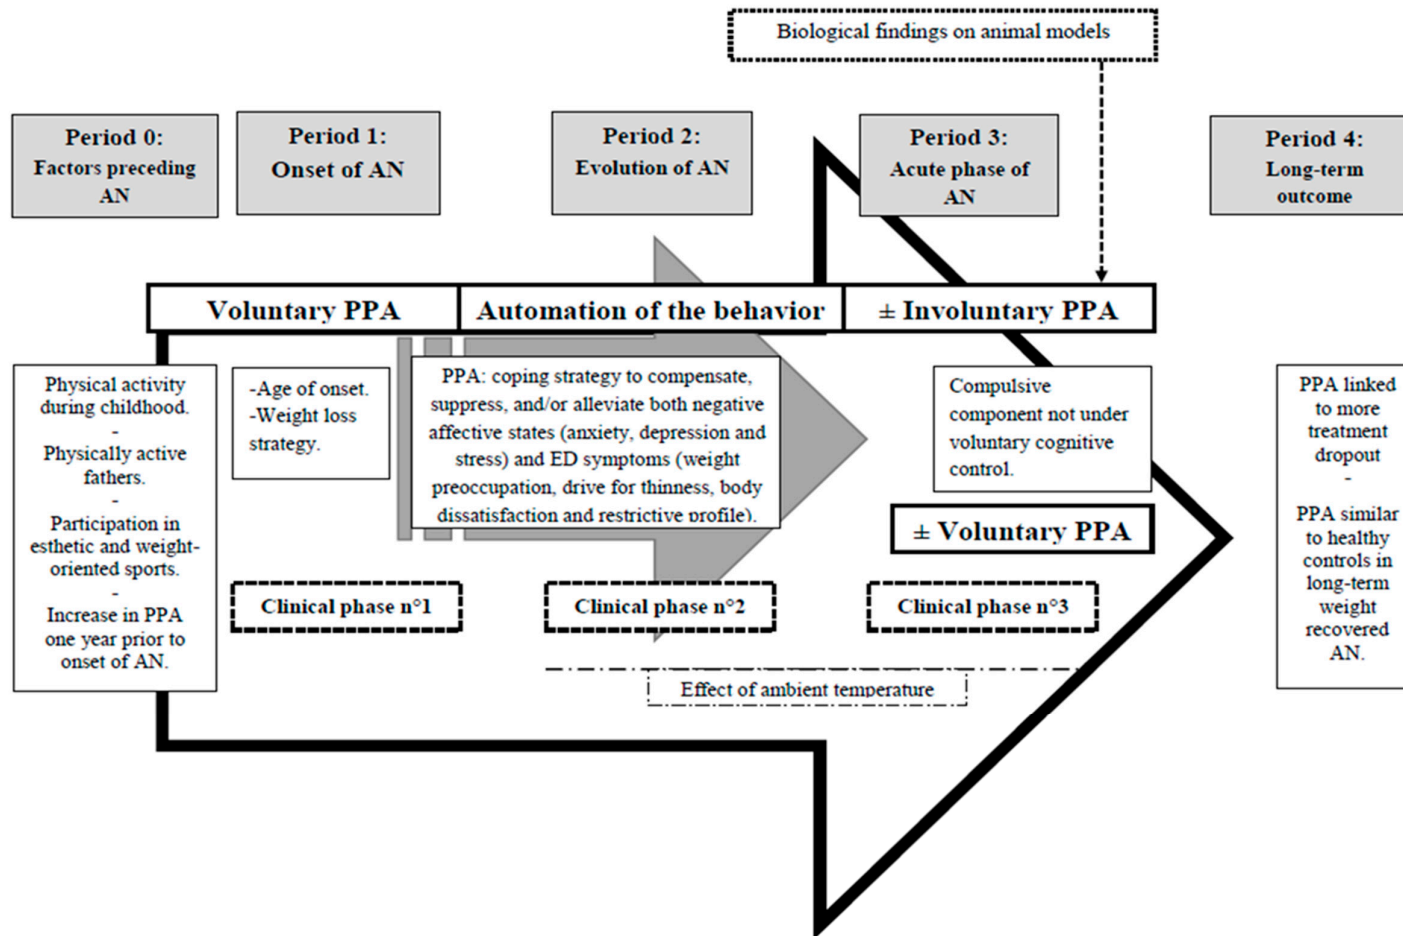 Biological findings on animal models
Period 0:
Factors preceding
AN
Period 1:
Onset of AN
Period 2:
Evolution of AN
Period 3:
Acute phase of
AN
Period 4:
Long-term
outcome
Voluntary PPA
Automation of the behavior
± Involuntary PPA
Physical activity
during childhood.
-
Physically active
fathers.
-
Participation in
esthetic and weight-
oriented sports.
-
Increase in PPA
one year prior to
onset of AN.
-Age of onset.
-Weight loss
strategy.
PPA: coping strategy to compensate,
suppress, and/or alleviate both negative
affective states (anxiety, depression and
stress) and ED symptoms (weight
preoccupation, drive for thinness, body
dissatisfaction and restrictive profile).
Compulsive
component not under
voluntary cognitive
control.
± Voluntary PPA
PPA linked
to more
treatment
dropout
-
PPA similar
to healthy
controls in
long-term
weight
recovered
AN.
Clinical phase n°1
Clinical phase n°2
Clinical phase n°3
Effect of ambient temperature